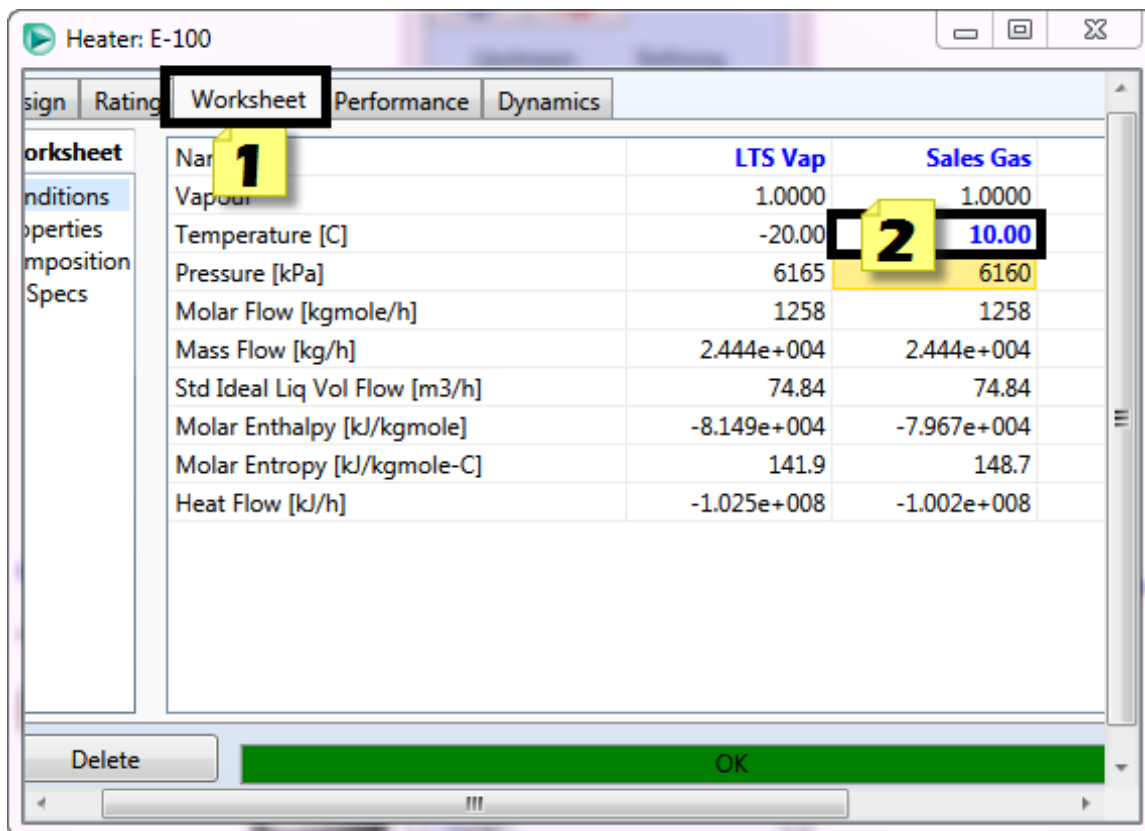 Heater: E-100
sign Rating Worksheet Performance Dynamics
orksheet
nditions
operties
mposition
Specs
1
2
Nar LTS Vap Sales Gas
Vapour 1.0000 1.0000
Temperature [C] -20.00 10.00
Pressure [kPa] 6165 6160
Molar Flow [kgmole/h] 1258 1258
Mass Flow [kg/h] 2.444e+004 2.444e+004
Std Ideal Liq Vol Flow [m3/h] 74.84 74.84
Molar Enthalpy [kJ/kgmole] -8.149e+004 -7.967e+004
Molar Entropy [kJ/kgmole-C] 141.9 148.7
Heat Flow [kJ/h] -1.025e+008 -1.002e+008
Delete OK